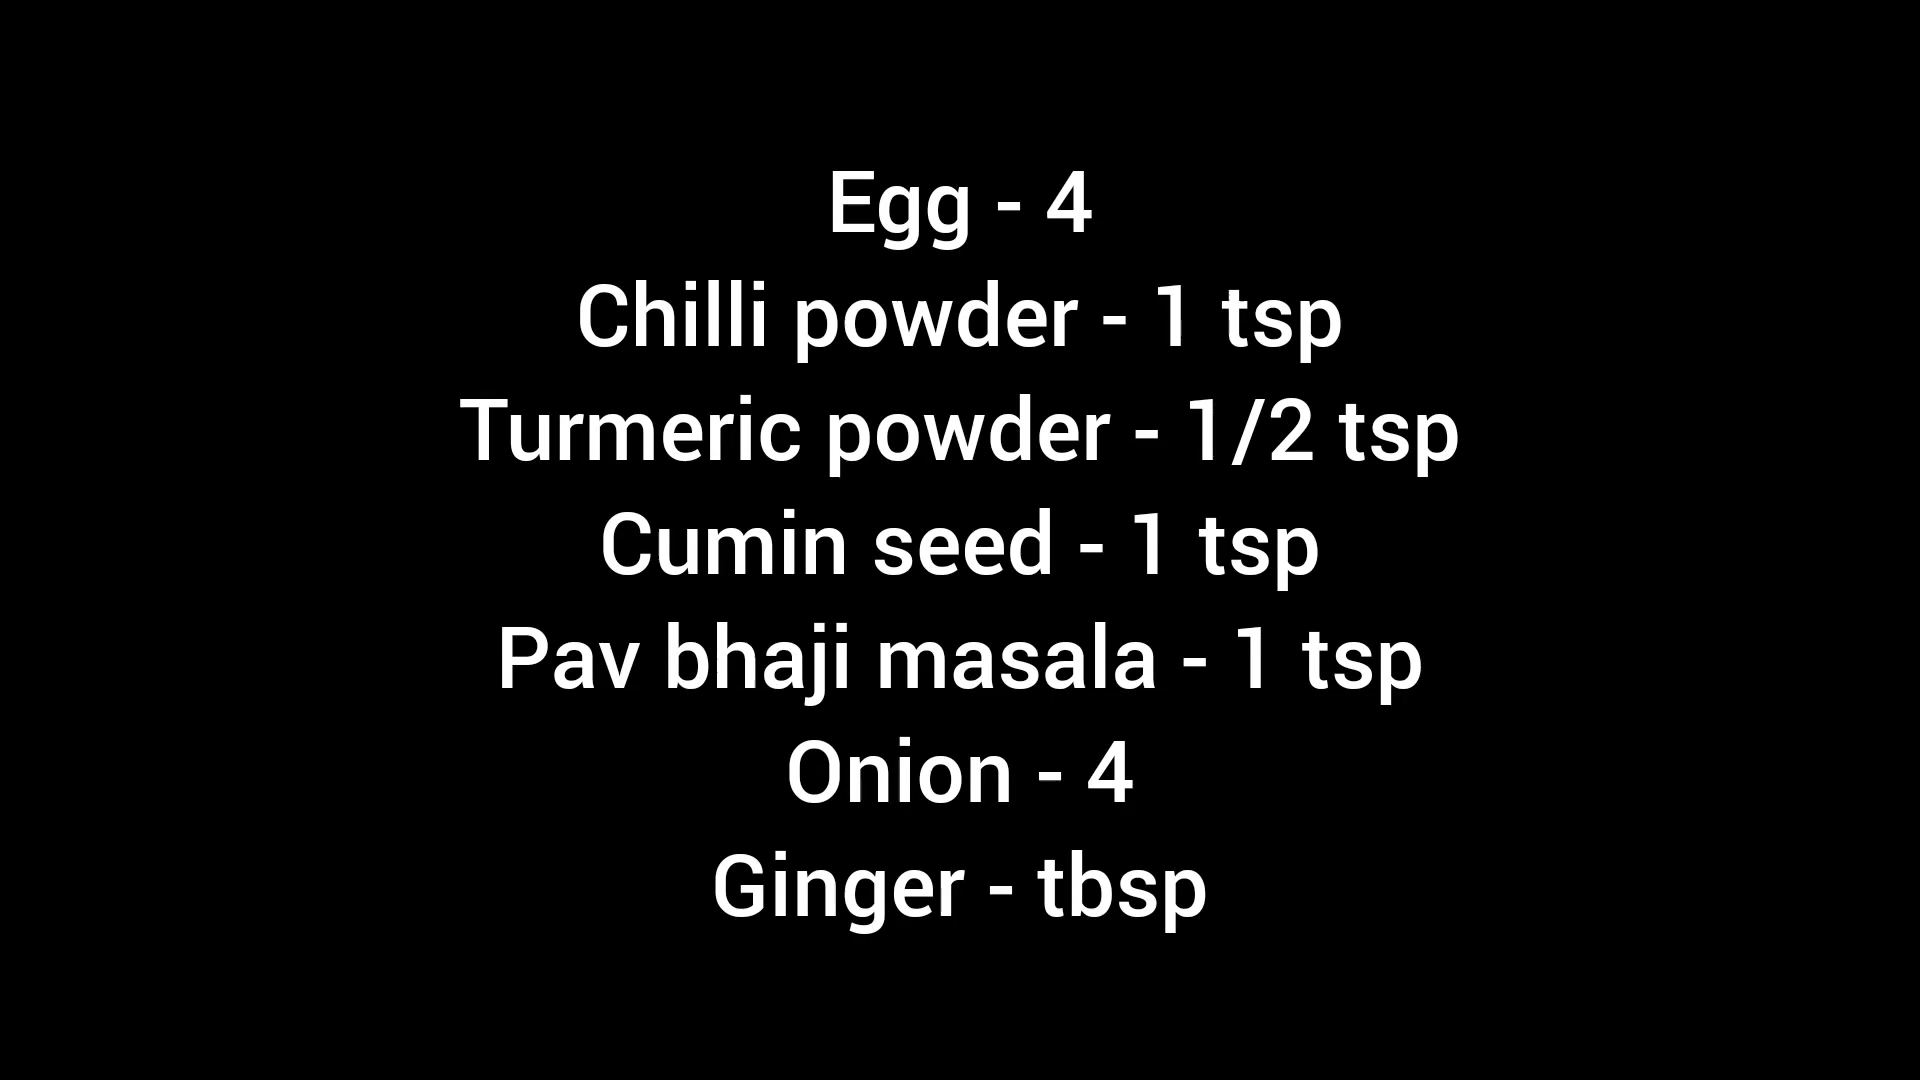 Egg - 4
Chilli powder - 1 tsp
Turmeric powder - 1/2 tsp
Cumin seed - 1 tsp
Pav bhaji masala - 1 tsp
Onion - 4
Ginger - tbsp